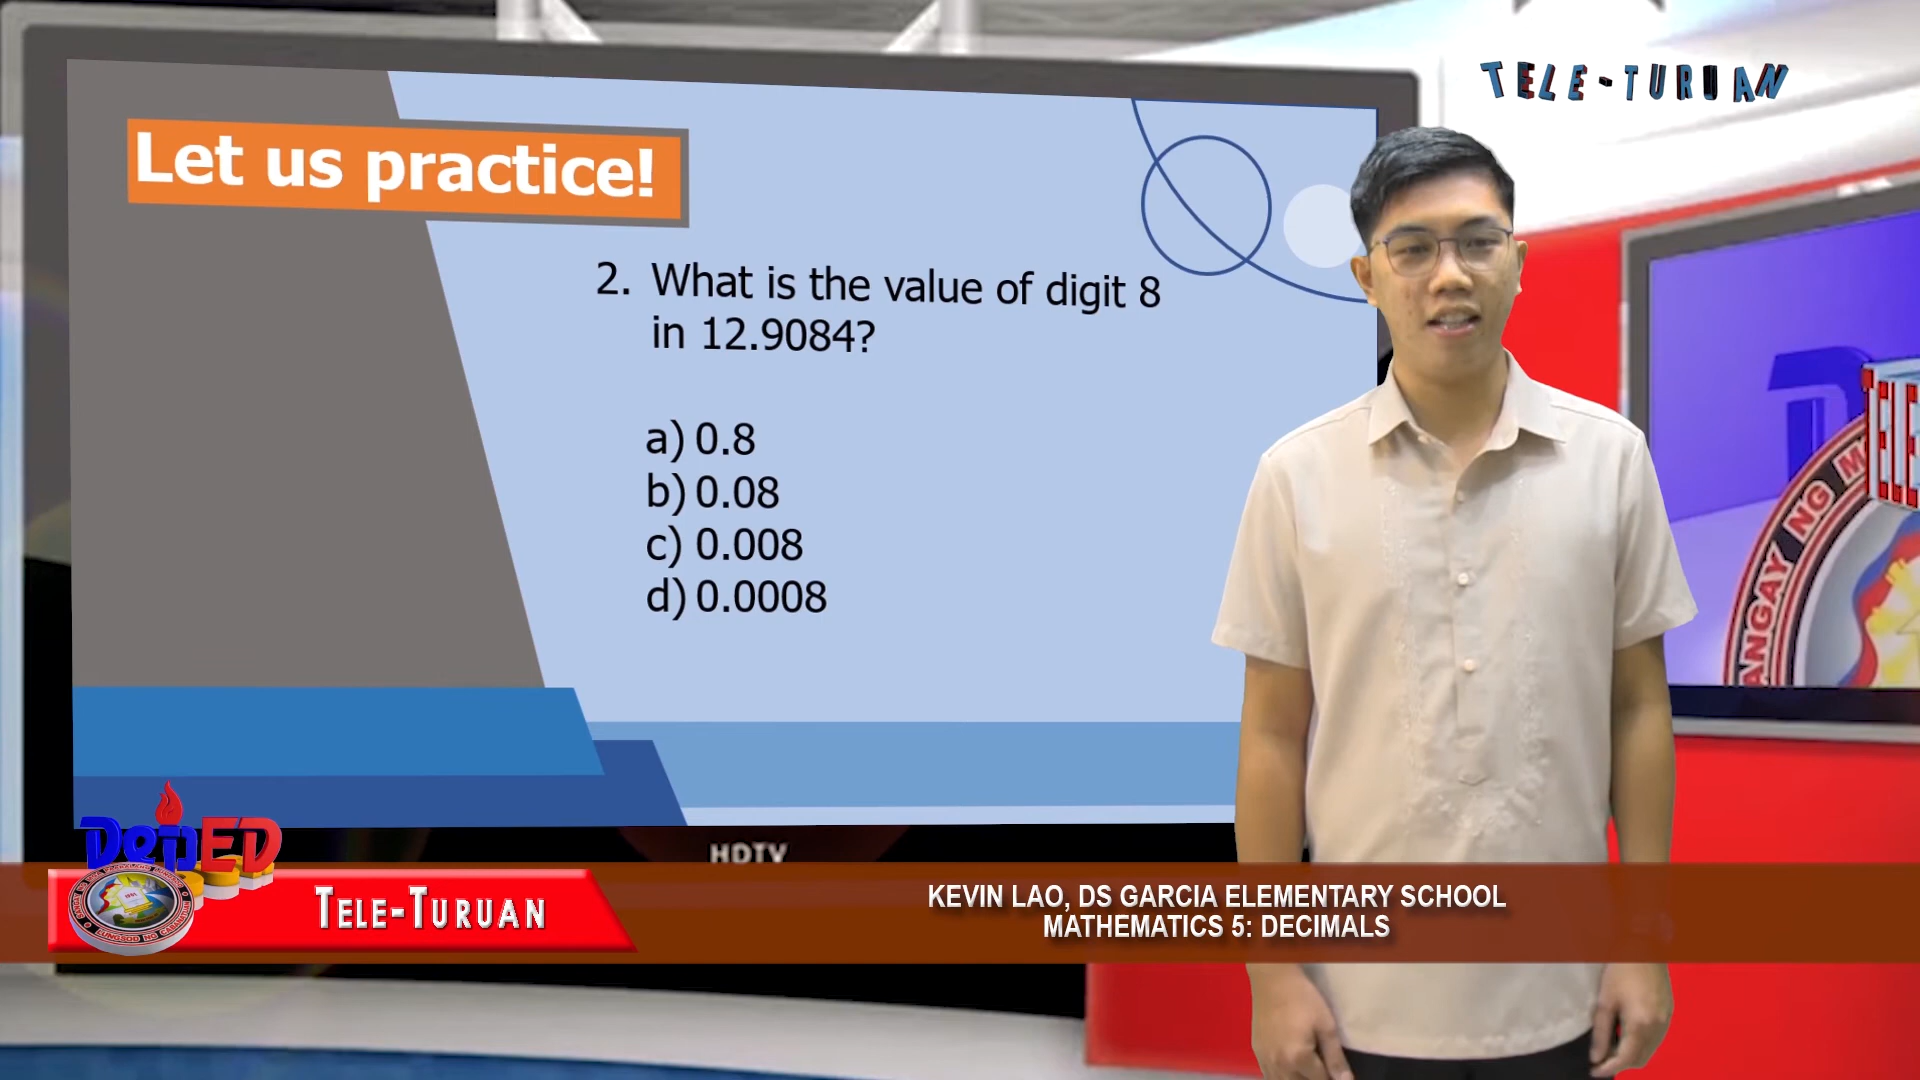 TELE-TURUAN
Let us practice!
2. What is the value of digit 8
in 12.9084?
a) 0.8
b) 0.08
c) 0.008
d) 0.0008
HDTV
DepED
TELE-TURUAN
KEVIN LAO, DS GARCIA ELEMENTARY SCHOOL
MATHEMATICS 5: DECIMALS
TELE